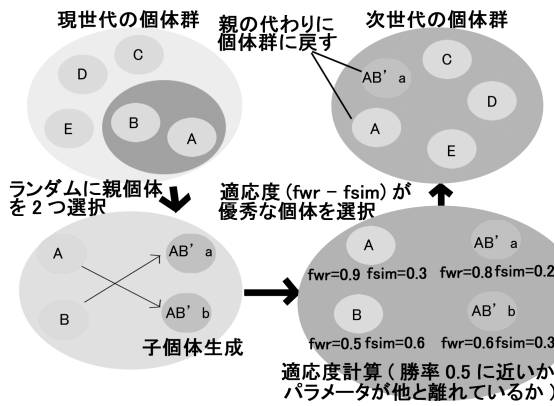 現世代の個体群
C
D
E
B
A
親の代わりに
個体群に戻す
次世代の個体群
AB’ a
C
D
A
E
ランダムに親個体
を2つ選択
適応度(fwr – fsim)が
優秀な個体を選択
A
B
AB’ a
AB’ b
子個体生成
A
fwr=0.9 fsim=0.3
AB’ a
fwr=0.8 fsim=0.2
B
fwr=0.5 fsim=0.6
AB’ b
fwr=0.6 fsim=0.3
適応度計算(勝率0.5に近いか
パラメータが他と離れているか)